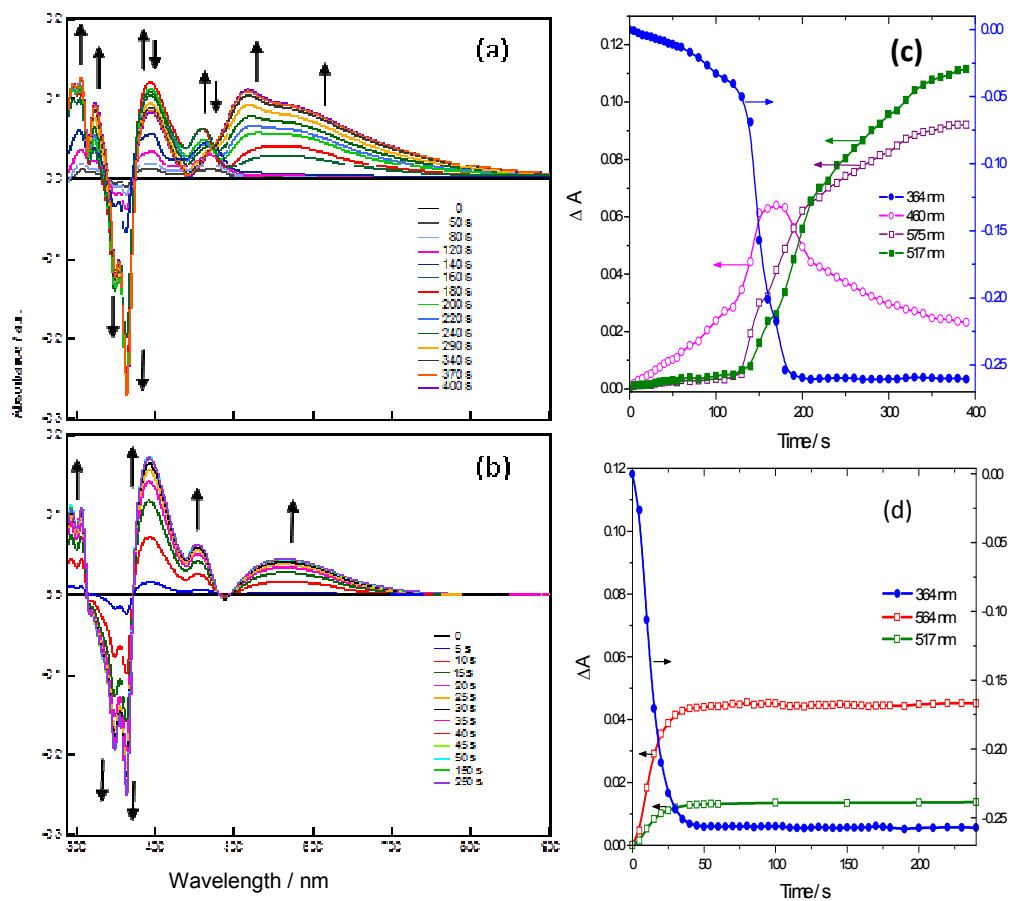 (a)
0
50 s
80 s
120 s
140 s
160 s
180 s
200 s
220 s
240 s
290 s
340 s
370 s
400 s
(b)
0
5 s
10 s
15 s
20 s
25 s
30 s
35 s
40 s
45 s
50 s
250 s
Wavelength / nm
(c)
0.12
0.10
0.08
0.06
0.04
0.02
0.00
Δ A
0.00
-0.05
-0.10
-0.15
-0.20
-0.25
364 nm
460 nm
575 nm
517 nm
0 100 200 300 400
Time/ s
(d)
0.12
0.10
0.08
0.06
0.04
0.02
0.00
ΔA
0.00
-0.05
-0.10
-0.15
-0.20
-0.25
364 nm
564 nm
517 nm
0 50 100 150 200
Time/ s